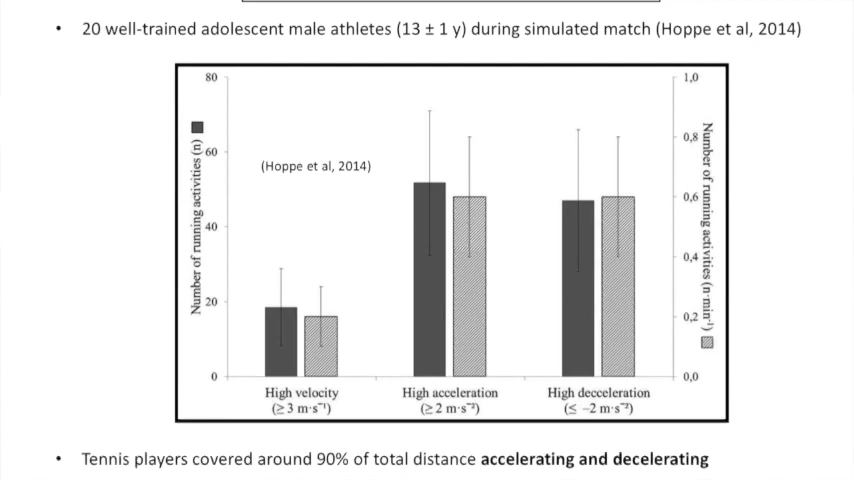 • 20 well-trained adolescent male athletes (13 ± 1 y) during simulated match (Hoppe et al, 2014)
80
60
40
20
0
Number of running activities (n)
(Hoppe et al, 2014)
1,0
0,8
0,6
0,4
0,2
0,0
Number of running activities (n·min⁻¹)
High velocity
(≥ 3 m·s⁻¹)
High acceleration
(≥ 2 m·s⁻²)
High decceleration
(≤ −2 m·s⁻²)
• Tennis players covered around 90% of total distance accelerating and decelerating